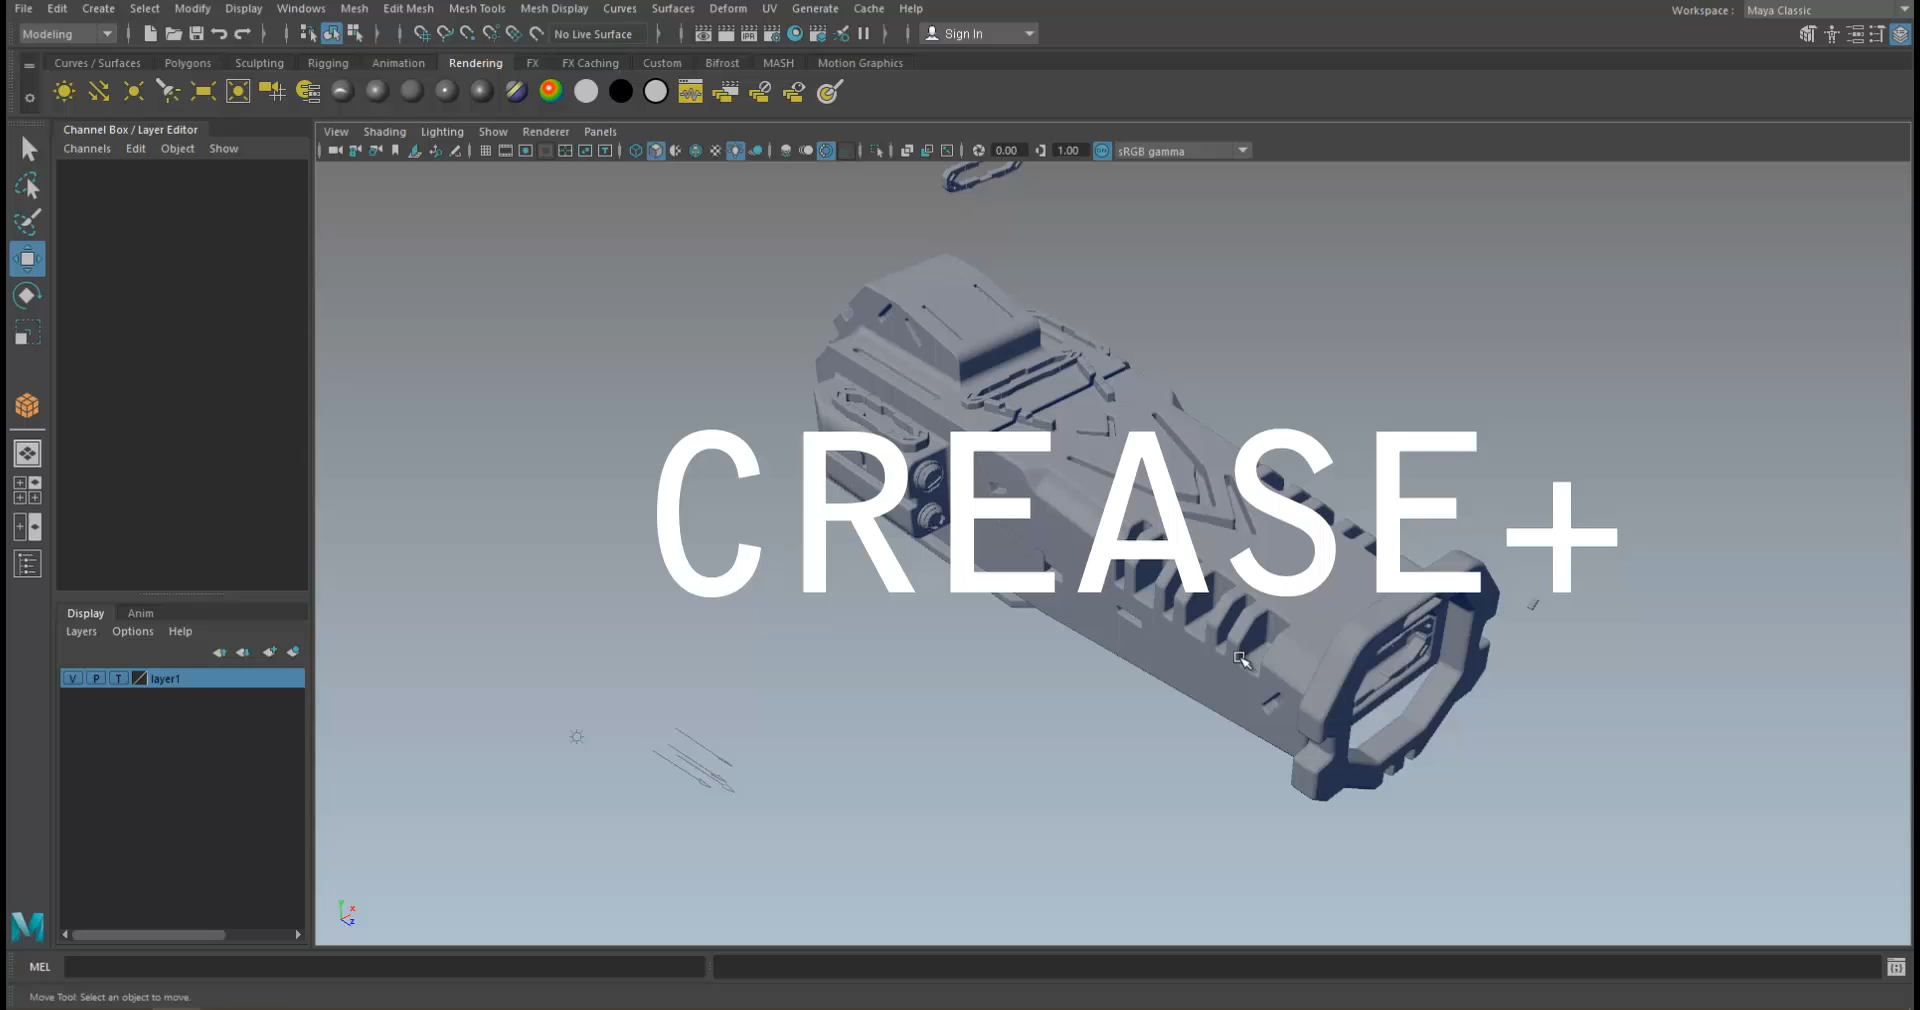 File Edit Create Select Modify Display Windows Mesh Edit Mesh Mesh Tools Mesh Display Curves Surfaces Deform UV Generate Cache Help
Workspace : Maya Classic
Modeling No Live Surface Sign In
Curves / Surfaces Polygons Sculpting Rigging Animation Rendering FX FX Caching Custom Bifrost MASH Motion Graphics
IPR
Channel Box / Layer Editor
Channels Edit Object Show
View Shading Lighting Show Renderer Panels
0.00 1.00 ON sRGB gamma
CREASE+
Display Anim
Layers Options Help
V P T layer1
Y X Z
M
MEL
Move Tool: Select an object to move.